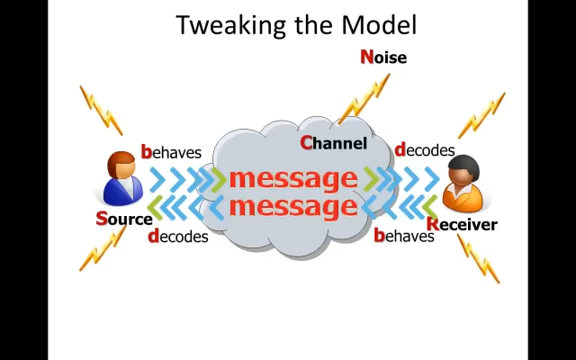 Tweaking the Model
Noise
Channel
behaves
decodes
message
message
Source
Receiver
decodes
behaves